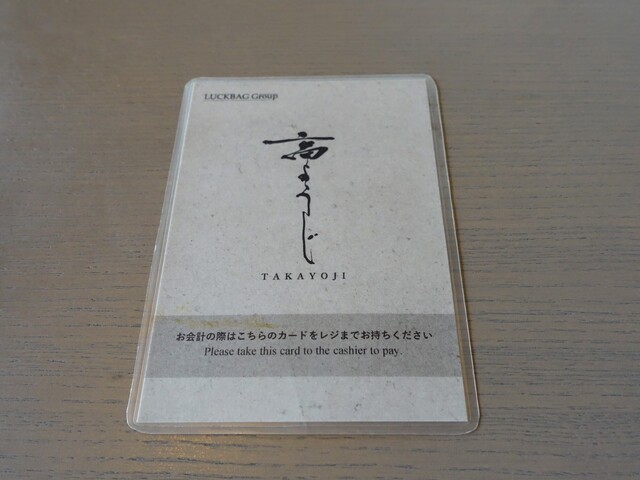 LUCKBAG Group
高ようじ
TAKAYOJI
お会計の際はこちらのカードをレジまでお持ちください
Please take this card to the cashier to pay.